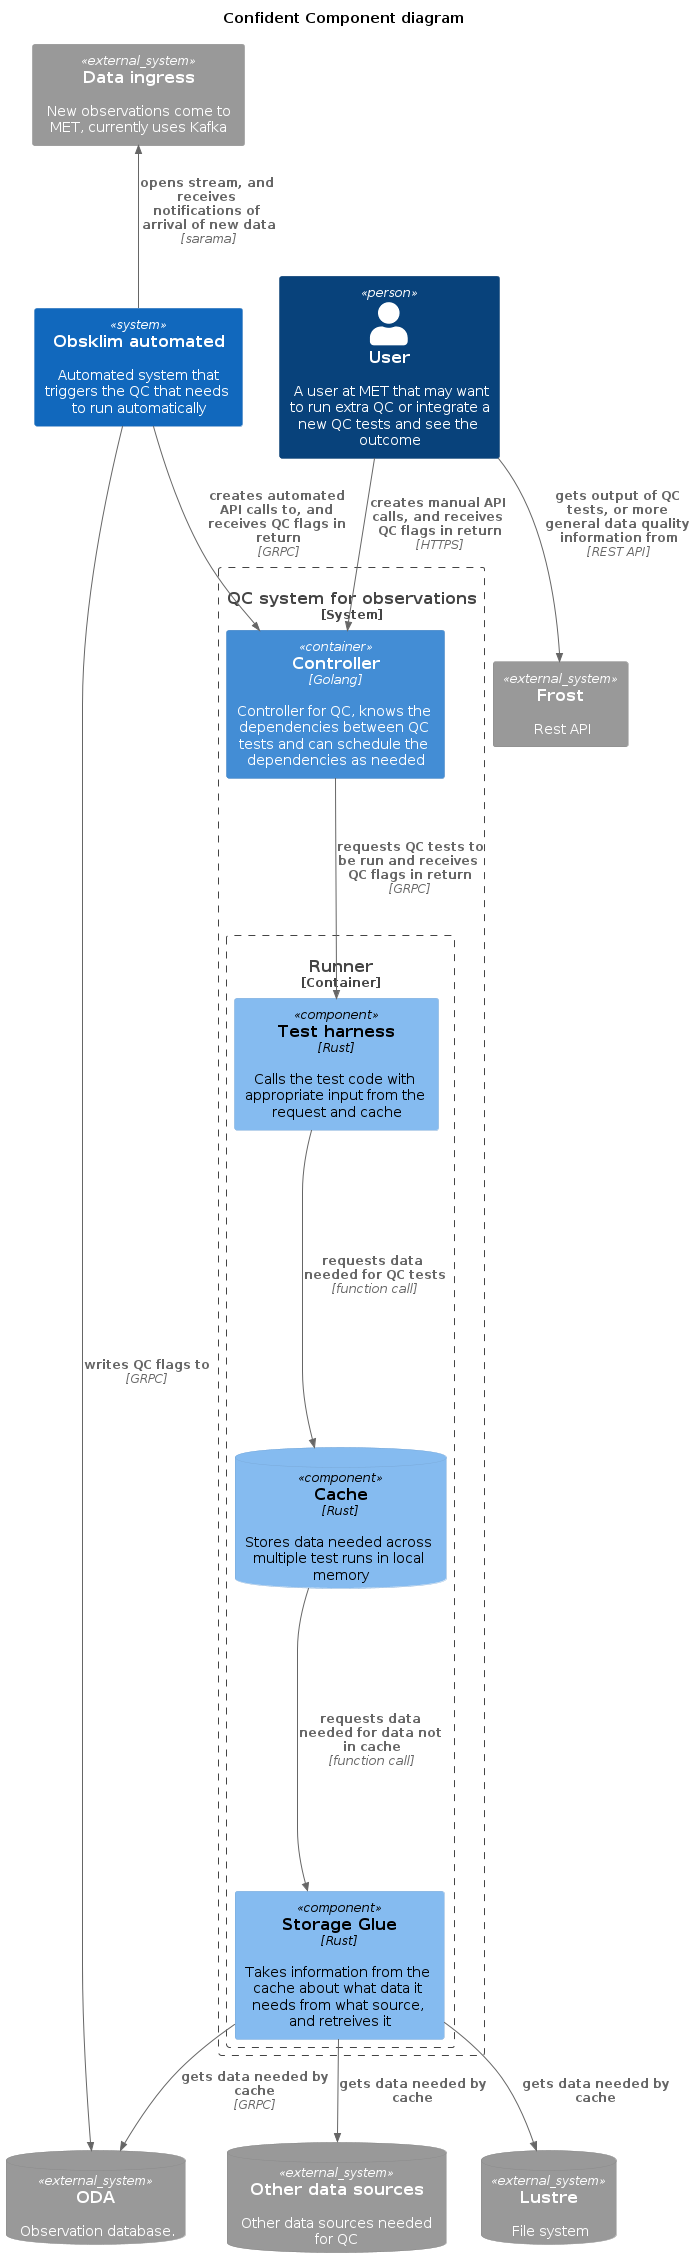 Confident Component diagram
«external_system»
Data ingress
New observations come to
MET, currently uses Kafka
opens stream, and
receives
notifications of
arrival of new data
[sarama]
«system»
Obsklim automated
Automated system that
triggers the QC that needs
to run automatically
«person»
User
A user at MET that may want
to run extra QC or integrate a
new QC tests and see the
outcome
creates automated
API calls to, and
receives QC flags in
return
[GRPC]
creates manual API
calls, and receives
QC flags in return
[HTTPS]
gets output of QC
tests, or more
general data quality
information from
[REST API]
QC system for observations
[System]
«container»
Controller
[Golang]
Controller for QC, knows the
dependencies between QC
tests and can schedule the
dependencies as needed
«external_system»
Frost
Rest API
requests QC tests to
be run and receives
QC flags in return
[GRPC]
Runner
[Container]
«component»
Test harness
[Rust]
Calls the test code with
appropriate input from the
request and cache
requests data
needed for QC tests
[function call]
writes QC flags to
[GRPC]
«component»
Cache
[Rust]
Stores data needed across
multiple test runs in local
memory
requests data
needed for data not
in cache
[function call]
«component»
Storage Glue
[Rust]
Takes information from the
cache about what data it
needs from what source,
and retreives it
gets data needed by
cache
[GRPC]
gets data needed by
cache
gets data needed by
cache
«external_system»
ODA
Observation database.
«external_system»
Other data sources
Other data sources needed
for QC
«external_system»
Lustre
File system